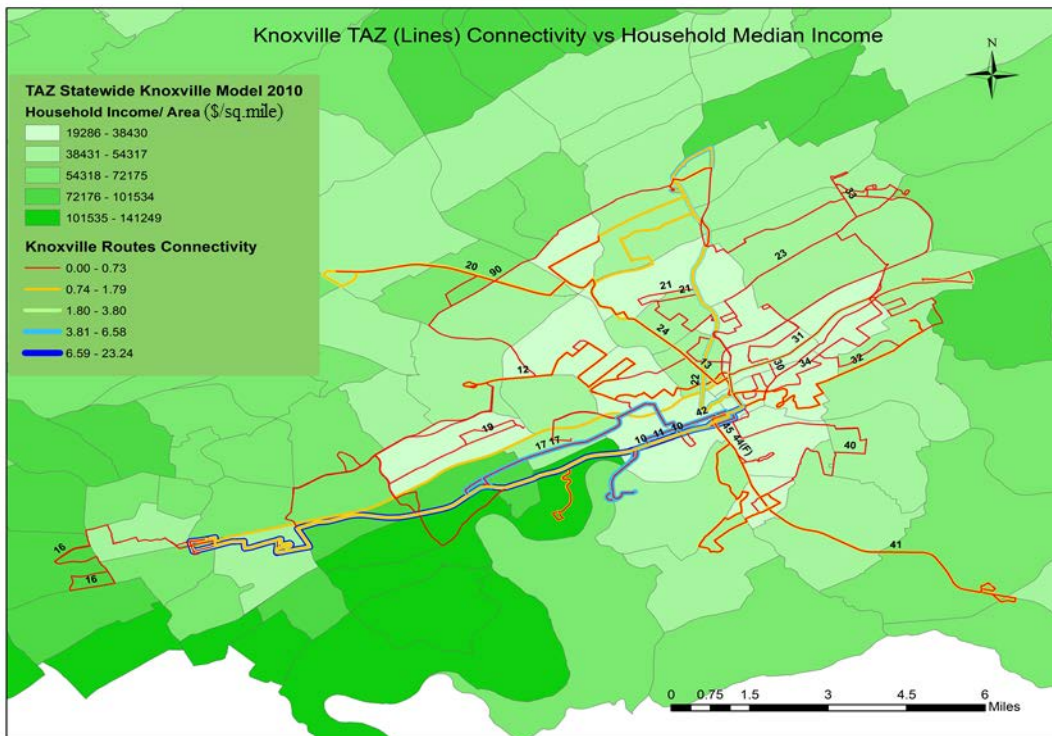 Knoxville TAZ (Lines) Connectivity vs Household Median Income
N
TAZ Statewide Knoxville Model 2010
Household Income/ Area ($/sq.mile)
19286 - 38430
38431 - 54317
54318 - 72175
72176 - 101534
101535 - 141249
Knoxville Routes Connectivity
0.00 - 0.73
0.74 - 1.79
1.80 - 3.80
3.81 - 6.58
6.59 - 23.24
33
23
20
90
21
21
24
31
13
30
34
32
12
22
42
19
17 17
10
11
10
45
44(F)
40
41
16
16
0 0.75 1.5 3 4.5 6
Miles